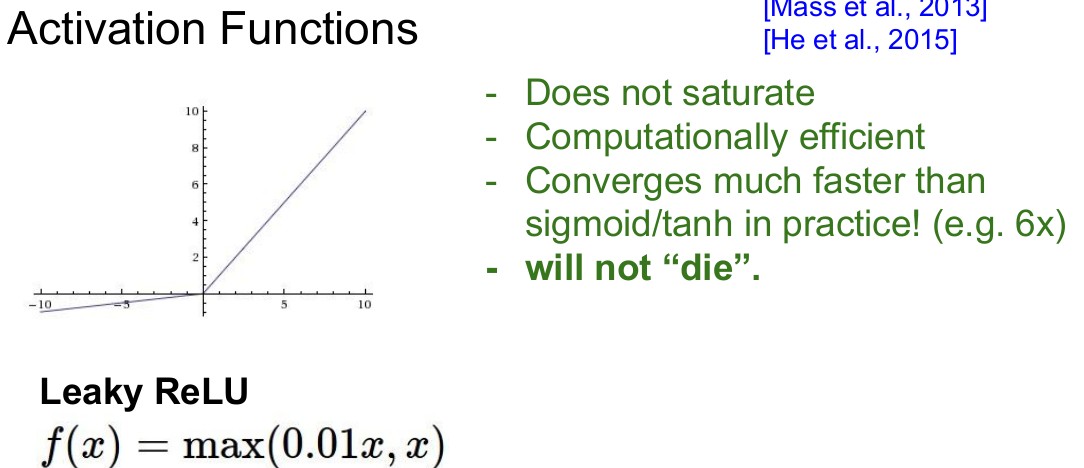 Activation Functions
[Mass et al., 2013]
[He et al., 2015]
10
8
6
4
2
-10
-5
5
10
- Does not saturate
- Computationally efficient
- Converges much faster than
sigmoid/tanh in practice! (e.g. 6x)
- will not “die”.
Leaky ReLU
f(x) = max(0.01x, x)